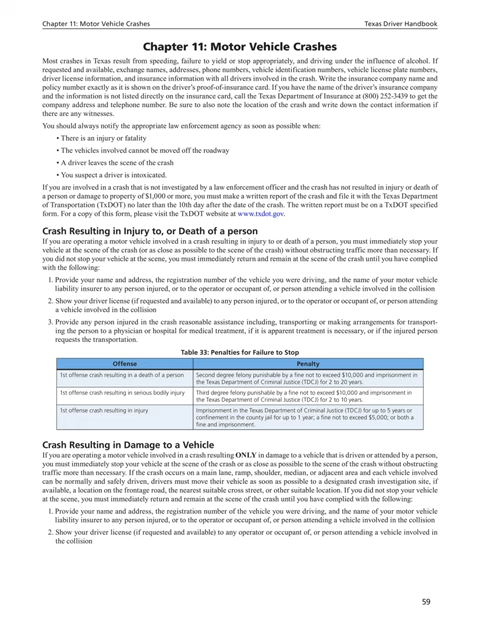 Chapter 11: Motor Vehicle Crashes
Texas Driver Handbook
Chapter 11: Motor Vehicle Crashes
Most crashes in Texas result from speeding, failure to yield or stop appropriately, and driving under the influence of alcohol. If
requested and available, exchange names, addresses, phone numbers, vehicle identification numbers, vehicle license plate numbers,
driver license information, and insurance information with all drivers involved in the crash. Write the insurance company name and
policy number exactly as it is shown on the driver's proof-of-insurance card. If you have the name of the driver's insurance company
and the information is not listed directly on the insurance card, call the Texas Department of Insurance at (800) 252-3439 to get the
company address and telephone number. Be sure to also note the location of the crash and write down the contact information if
there are any witnesses.
You should always notify the appropriate law enforcement agency as soon as possible when:
• There is an injury or fatality
• The vehicles involved cannot be moved off the roadway
• A driver leaves the scene of the crash
• You suspect a driver is intoxicated.
If you are involved in a crash that is not investigated by a law enforcement officer and the crash has not resulted in injury or death of
a person or damage to property of $1,000 or more, you must make a written report of the crash and file it with the Texas Department
of Transportation (TxDOT) no later than the 10th day after the date of the crash. The written report must be on a TxDOT specified
form. For a copy of this form, please visit the TxDOT website at www.txdot.gov.
Crash Resulting in Injury to, or Death of a person
If you are operating a motor vehicle involved in a crash resulting in injury to or death of a person, you must immediately stop your
vehicle at the scene of the crash (or as close as possible to the scene of the crash) without obstructing traffic more than necessary. If
you did not stop your vehicle at the scene, you must immediately return and remain at the scene of the crash until you have complied
with the following:
1. Provide your name and address, the registration number of the vehicle you were driving, and the name of your motor vehicle
liability insurer to any person injured, or to the operator or occupant of, or person attending a vehicle involved in the collision
2. Show your driver license (if requested and available) to any person injured, or to the operator or occupant of, or person attending
a vehicle involved in the collision
3. Provide any person injured in the crash reasonable assistance including, transporting or making arrangements for transport-
ing the person to a physician or hospital for medical treatment, if it is apparent treatment is necessary, or if the injured person
requests the transportation.
Table 33: Penalties for Failure to Stop
Offense
Penalty
1st offense crash resulting in a death of a person
Second degree felony punishable by a fine not to exceed $10,000 and imprisonment in
the Texas Department of Criminal Justice (TDCJ) for 2 to 20 years.
1st offense crash resulting in serious bodily injury
Third degree felony punishable by a fine not to exceed $10,000 and imprisonment in
the Texas Department of Criminal Justice (TDCJ) for 2 to 10 years.
1st offense crash resulting in injury
Imprisonment in the Texas Department of Criminal Justice (TDCJ) for up to 5 years or
confinement in the county jail for up to 1 year; a fine not to exceed $5,000; or both a
fine and imprisonment.
Crash Resulting in Damage to a Vehicle
If you are operating a motor vehicle involved in a crash resulting ONLY in damage to a vehicle that is driven or attended by a person,
you must immediately stop your vehicle at the scene of the crash or as close as possible to the scene of the crash without obstructing
traffic more than necessary. If the crash occurs on a main lane, ramp, shoulder, median, or adjacent area and each vehicle involved
can be normally and safely driven, drivers must move their vehicle as soon as possible to a designated crash investigation site, if
available, a location on the frontage road, the nearest suitable cross street, or other suitable location. If you did not stop your vehicle
at the scene, you must immediately return and remain at the scene of the crash until you have complied with the following:
1. Provide your name and address, the registration number of the vehicle you were driving, and the name of your motor vehicle
liability insurer to any person injured, or to the operator or occupant of, or person attending a vehicle involved in the collision
2. Show your driver license (if requested and available) to any operator or occupant of, or person attending a vehicle involved in
the collision
59